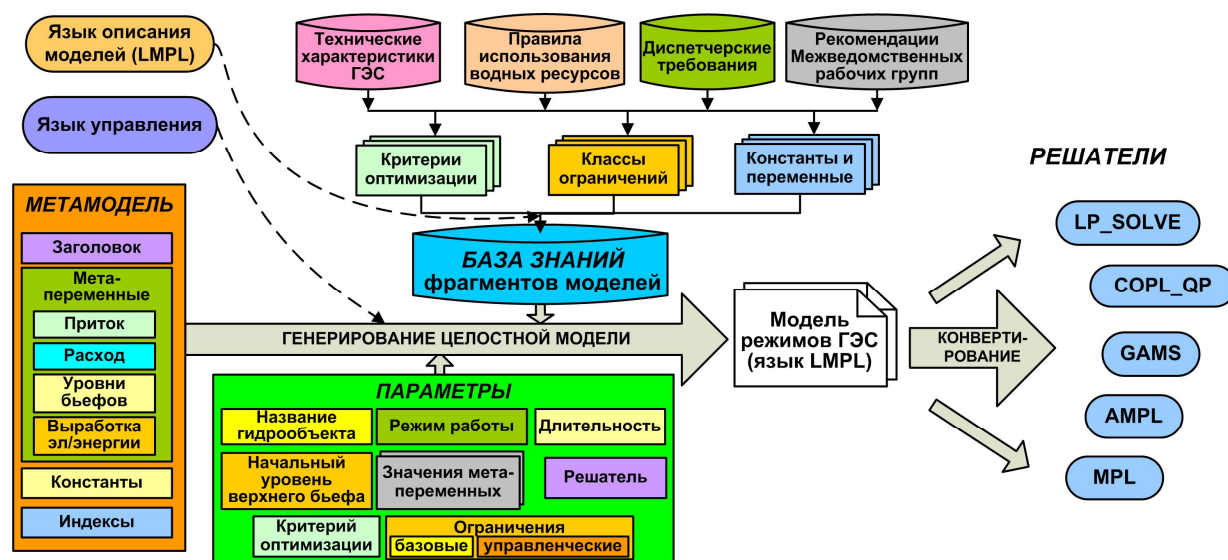 Язык описания
моделей (LMPL)
Язык управления
Технические
характеристики
ГЭС
Правила
использования
водных ресурсов
Диспетчерские
требования
Рекомендации
Межведомственных
рабочих групп
Критерии
оптимизации
Классы
ограничений
Константы и
переменные
РЕШАТЕЛИ
МЕТАМОДЕЛЬ
Заголовок
Мета-
переменные
Приток
Расход
Уровни
бьефов
Выработка
эл/энергии
Константы
Индексы
БАЗА ЗНАНИЙ
фрагментов моделей
ГЕНЕРИРОВАНИЕ ЦЕЛОСТНОЙ МОДЕЛИ
Модель
режимов ГЭС
(язык LMPL)
КОНВЕРТИ-
РОВАНИЕ
LP_SOLVE
COPL_QP
GAMS
AMPL
MPL
ПАРАМЕТРЫ
Название
гидрообъекта
Режим работы
Длительность
Начальный
уровень
верхнего бьефа
Значения мета-
переменных
Решатель
Критерий
оптимизации
Ограничения
базовые
управленческие